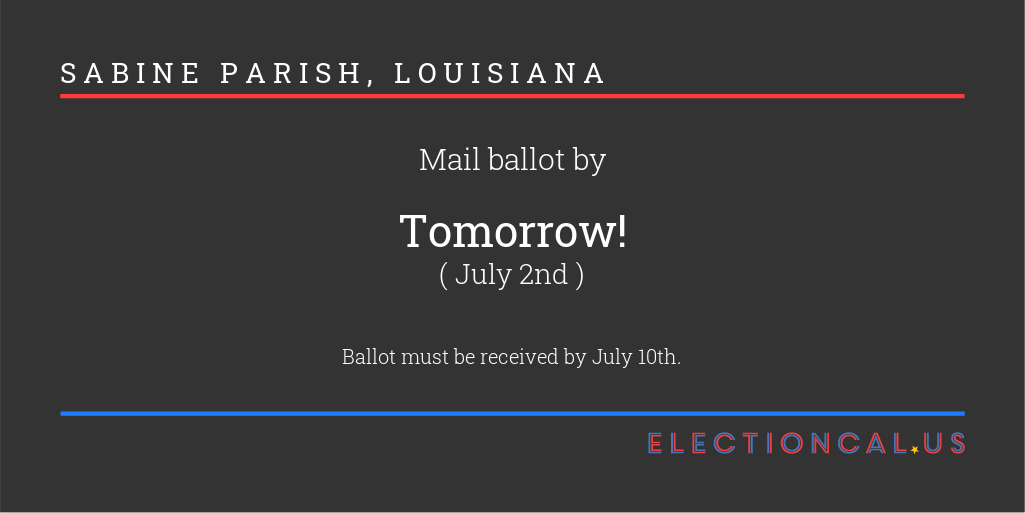 SABINE PARISH, LOUISIANA
Mail ballot by
Tomorrow!
( July 2nd )
Ballot must be received by July 10th.
ELECTIONCAL.US